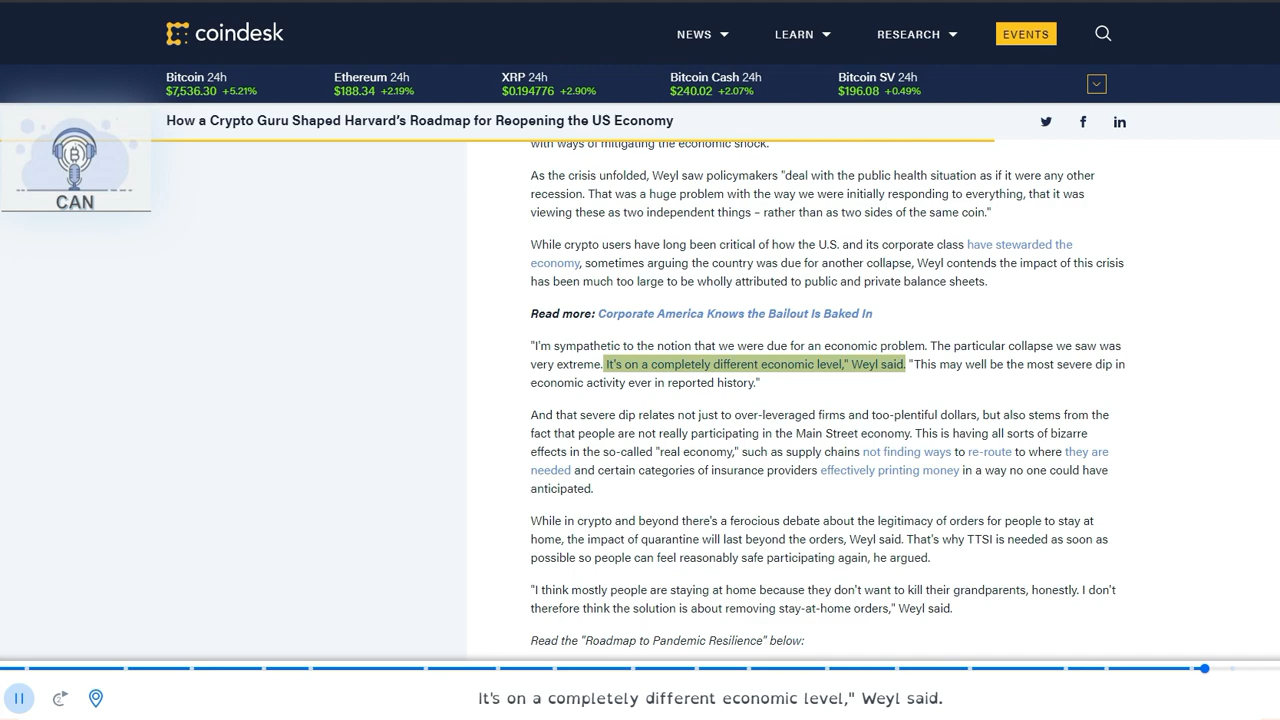 coindesk
NEWS
LEARN
RESEARCH
EVENTS
Bitcoin 24h
$7,536.30 +5.21%
Ethereum 24h
$188.34 +2.19%
XRP 24h
$0.194776 +2.90%
Bitcoin Cash 24h
$240.02 +2.07%
Bitcoin SV 24h
$196.08 +0.49%
How a Crypto Guru Shaped Harvard's Roadmap for Reopening the US Economy
CAN
with ways of mitigating the economic shock.
As the crisis unfolded, Weyl saw policymakers "deal with the public health situation as if it were any other
recession. That was a huge problem with the way we were initially responding to everything, that it was
viewing these as two independent things – rather than as two sides of the same coin."
While crypto users have long been critical of how the U.S. and its corporate class have stewarded the
economy, sometimes arguing the country was due for another collapse, Weyl contends the impact of this crisis
has been much too large to be wholly attributed to public and private balance sheets.
Read more: Corporate America Knows the Bailout Is Baked In
"I'm sympathetic to the notion that we were due for an economic problem. The particular collapse we saw was
very extreme. It's on a completely different economic level," Weyl said. "This may well be the most severe dip in
economic activity ever in reported history."
And that severe dip relates not just to over-leveraged firms and too-plentiful dollars, but also stems from the
fact that people are not really participating in the Main Street economy. This is having all sorts of bizarre
effects in the so-called "real economy," such as supply chains not finding ways to re-route to where they are
needed and certain categories of insurance providers effectively printing money in a way no one could have
anticipated.
While in crypto and beyond there's a ferocious debate about the legitimacy of orders for people to stay at
home, the impact of quarantine will last beyond the orders, Weyl said. That's why TTSI is needed as soon as
possible so people can feel reasonably safe participating again, he argued.
"I think mostly people are staying at home because they don't want to kill their grandparents, honestly. I don't
therefore think the solution is about removing stay-at-home orders," Weyl said.
Read the "Roadmap to Pandemic Resilience" below:
It's on a completely different economic level," Weyl said.